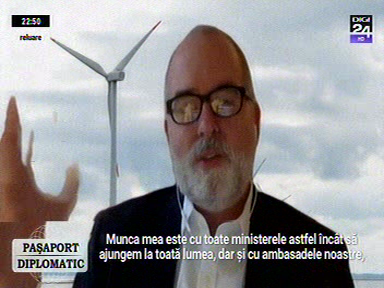 22:50
reluare
DIGI
24
HD
Munca mea este cu toate ministerele astfel încât să
ajungem la toată lumea, dar și cu ambasadele noastre,
PAȘAPORT
DIPLOMATIC